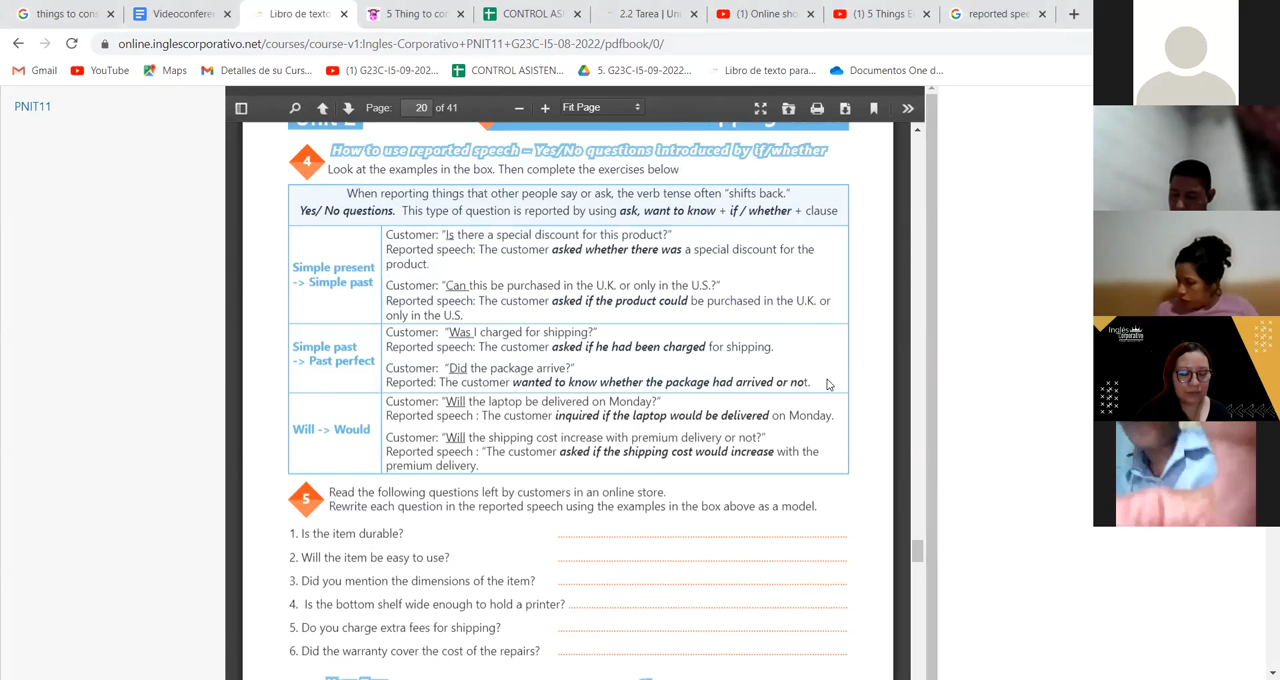 things to cons
Videoconferen
Libro de texto
5 Thing to con
CONTROL ASI
2.2 Tarea | Uni
(1) Online sho
(1) 5 Things E
reported spee
online.inglescorporativo.net/courses/course-v1:Ingles-Corporativo+PNIT11+G23C-I5-08-2022/pdfbook/0/
Gmail
YouTube
Maps
Detalles de su Curs...
(1) G23C-I5-09-202...
CONTROL ASISTEN...
5. G23C-I5-09-2022...
Libro de texto para...
Documentos One d...
PNIT11
Page: 20 of 41
Fit Page
4
How to use reported speech – Yes/No questions introduced by if/whether
Look at the examples in the box. Then complete the exercises below
When reporting things that other people say or ask, the verb tense often “shifts back.”
Yes/ No questions. This type of question is reported by using ask, want to know + if / whether + clause
Simple present
-> Simple past
Customer: “Is there a special discount for this product?”
Reported speech: The customer asked whether there was a special discount for the
product.
Customer: “Can this be purchased in the U.K. or only in the U.S.?”
Reported speech: The customer asked if the product could be purchased in the U.K. or
only in the U.S.
Simple past
-> Past perfect
Customer: “Was I charged for shipping?”
Reported speech: The customer asked if he had been charged for shipping.
Customer: “Did the package arrive?”
Reported: The customer wanted to know whether the package had arrived or not.
Will -> Would
Customer: “Will the laptop be delivered on Monday?”
Reported speech : The customer inquired if the laptop would be delivered on Monday.
Customer: “Will the shipping cost increase with premium delivery or not?”
Reported speech : “The customer asked if the shipping cost would increase with the
premium delivery.
5
Read the following questions left by customers in an online store.
Rewrite each question in the reported speech using the examples in the box above as a model.
1. Is the item durable?
2. Will the item be easy to use?
3. Did you mention the dimensions of the item?
4. Is the bottom shelf wide enough to hold a printer?
5. Do you charge extra fees for shipping?
6. Did the warranty cover the cost of the repairs?
Inglés
Corporativo